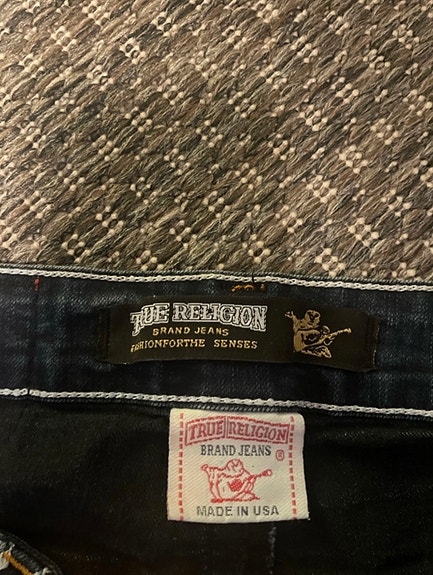 TRUE RELIGION
BRAND JEANS
FASHIONFORTHE SENSES
TRUE RELIGION
BRAND JEANS ®
MADE IN USA